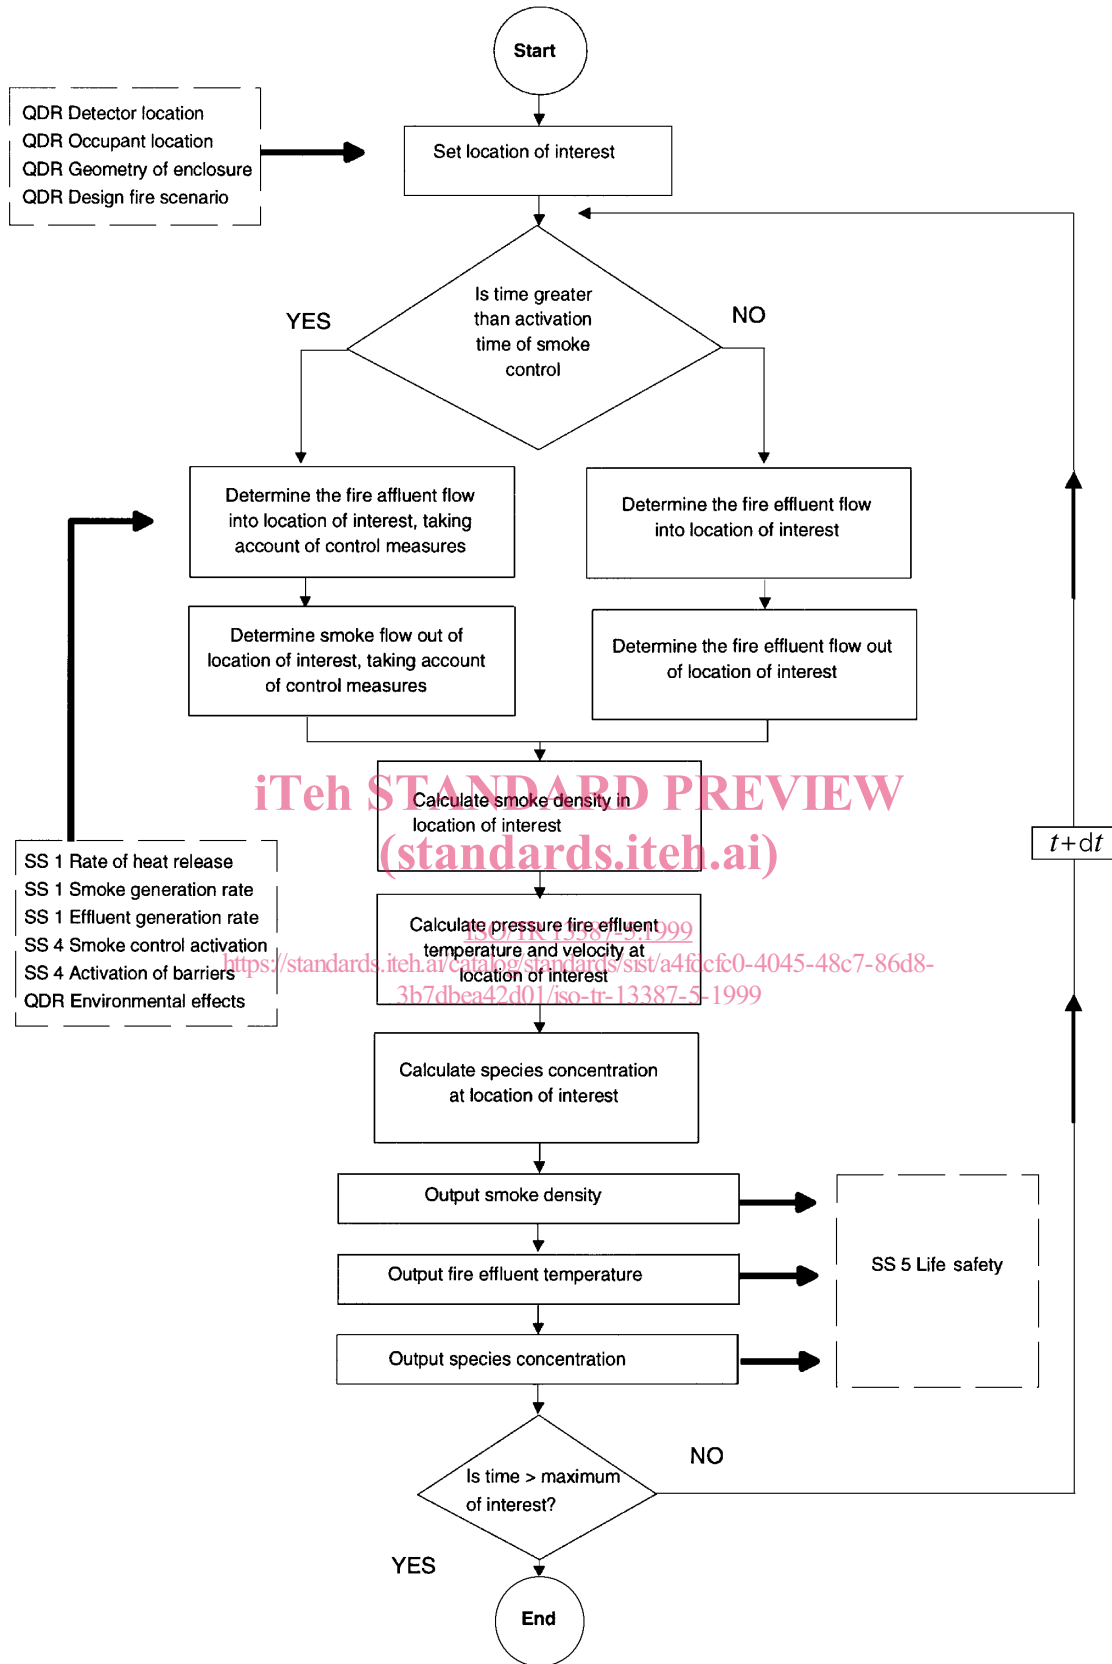 Start
QDR Detector location
QDR Occupant location
QDR Geometry of enclosure
QDR Design fire scenario
Set location of interest
Is time greater
than activation
time of smoke
control
YES
NO
Determine the fire affluent flow
into location of interest, taking
account of control measures
Determine the fire effluent flow
into location of interest
Determine smoke flow out of
location of interest, taking account
of control measures
Determine the fire effluent flow out
of location of interest
iTeh STANDARD PREVIEW
(standards.iteh.ai)
Calculate smoke density in
location of interest
t+dt
SS 1 Rate of heat release
SS 1 Smoke generation rate
SS 1 Effluent generation rate
SS 4 Smoke control activation
SS 4 Activation of barriers
QDR Environmental effects
Calculate pressure fire effluent
temperature and velocity at
location of interest
ISO/TR 13387-5:1999
https://standards.iteh.ai/catalog/standards/sist/a4fdcfc0-4045-48c7-86d8-
3b7dbea42d01/iso-tr-13387-5-1999
Calculate species concentration
at location of interest
Output smoke density
Output fire effluent temperature
Output species concentration
SS 5 Life safety
Is time > maximum
of interest?
NO
YES
End